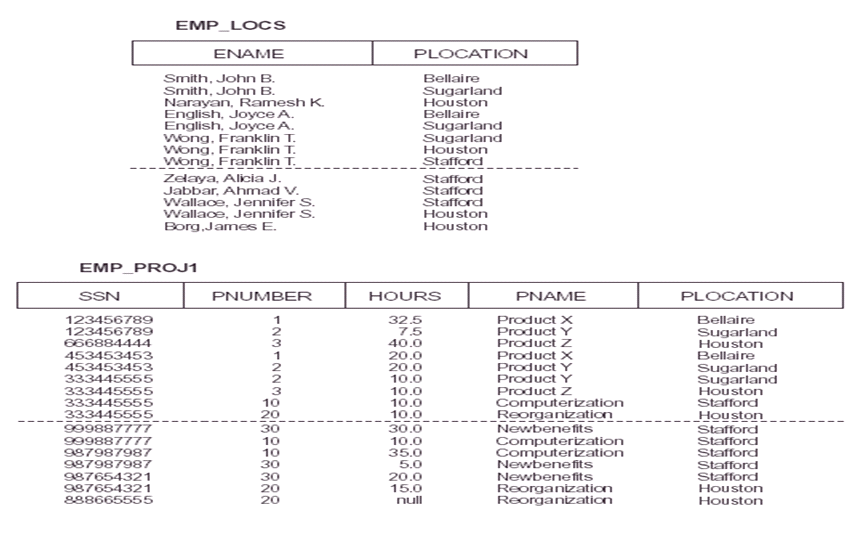 EMP_LOCS
ENAME PLOCATION
Smith, John B. Bellaire
Smith, John B. Sugarland
Narayan, Ramesh K. Houston
English, Joyce A. Bellaire
English, Joyce A. Sugarland
Wong, Franklin T. Sugarland
Wong, Franklin T. Houston
Wong, Franklin T. Stafford
Zelaya, Alicia J. Stafford
Jabbar, Ahmad V. Stafford
Wallace, Jennifer S. Stafford
Wallace, Jennifer S. Houston
Borg,James E. Houston
EMP_PROJ1
SSN PNUMBER HOURS PNAME PLOCATION
123456789 1 32.5 Product X Bellaire
123456789 2 7.5 Product Y Sugarland
666884444 3 40.0 Product Z Houston
453453453 1 20.0 Product X Bellaire
453453453 2 20.0 Product Y Sugarland
333445555 2 10.0 Product Y Sugarland
333445555 3 10.0 Product Z Houston
333445555 10 10.0 Computerization Stafford
333445555 20 10.0 Reorganization Houston
999887777 30 30.0 Newbenefits Stafford
999887777 10 10.0 Computerization Stafford
987987987 10 35.0 Computerization Stafford
987987987 30 5.0 Newbenefits Stafford
987654321 30 20.0 Newbenefits Stafford
987654321 20 15.0 Reorganization Houston
888665555 20 null Reorganization Houston